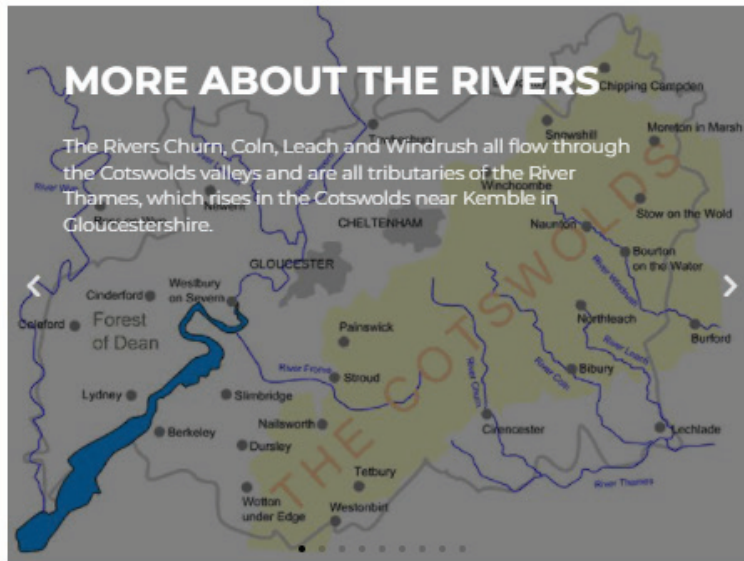 MORE ABOUT THE RIVERS
The Rivers Churn, Coln, Leach and Windrush all flow through
the Cotswolds valleys and are all tributaries of the River
Thames, which rises in the Cotswolds near Kemble in
Gloucestershire.
Chipping Campden
Snowshill
Moreton in Marsh
Winchcombe
Stow on the Wold
CHELTENHAM
Naunton
Bourton
on the Water
GLOUCESTER
River Windrush
Westbury
on Severn
Cinderford
Coleford
Forest
of Dean
Northleach
Burford
Painswick
River Leach
River Frome
Stroud
River Churn
River Coln
Bibury
Lydney
Slimbridge
Nailsworth
Cirencester
Lechlade
Berkeley
Dursley
Tetbury
River Thames
Wotton
under Edge
Westonbirt
THE COTSWOLDS